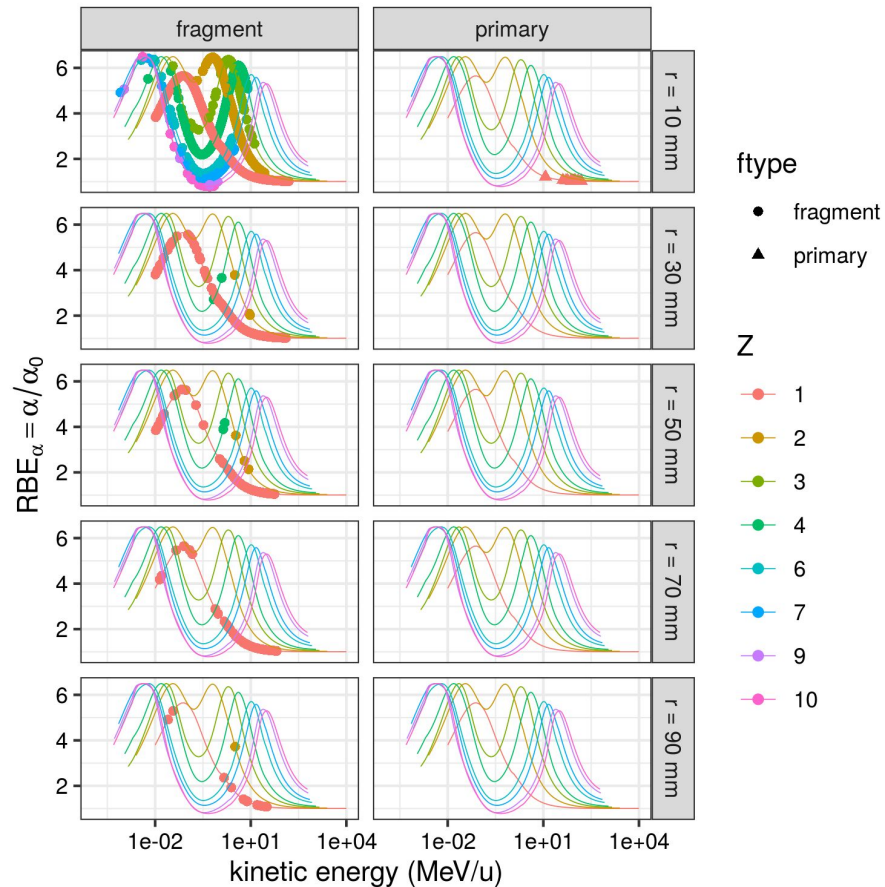 fragment primary
6
4
2
r = 10 mm
6
4
2
r = 30 mm
6
4
2
r = 50 mm
6
4
2
r = 70 mm
6
4
2
r = 90 mm
RBEα = α/α0
1e-02 1e+01 1e+04 1e-02 1e+01 1e+04
kinetic energy (MeV/u)
ftype
fragment
primary
Z
1
2
3
4
6
7
9
10